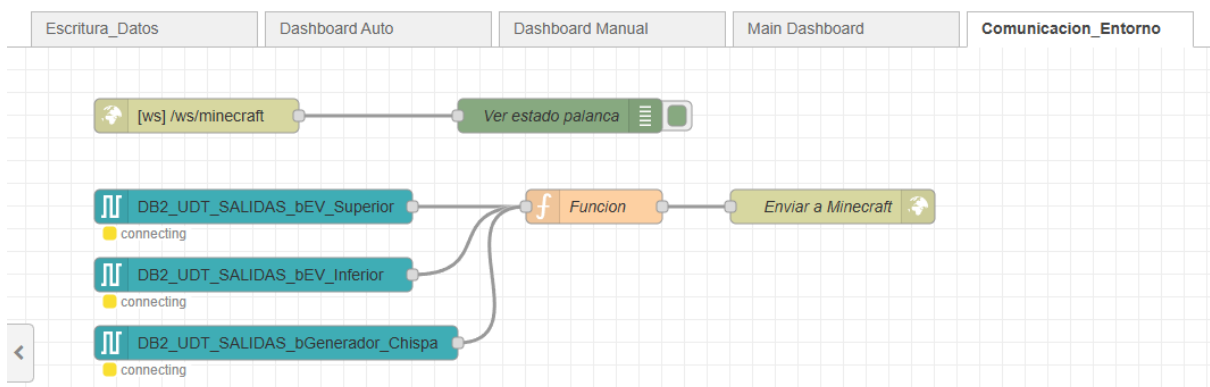 Escritura_Datos
Dashboard Auto
Dashboard Manual
Main Dashboard
Comunicacion_Entorno
[ws] /ws/minecraft
Ver estado palanca
DB2_UDT_SALIDAS_bEV_Superior
connecting
Funcion
Enviar a Minecraft
DB2_UDT_SALIDAS_bEV_Inferior
connecting
DB2_UDT_SALIDAS_bGenerador_Chispa
connecting